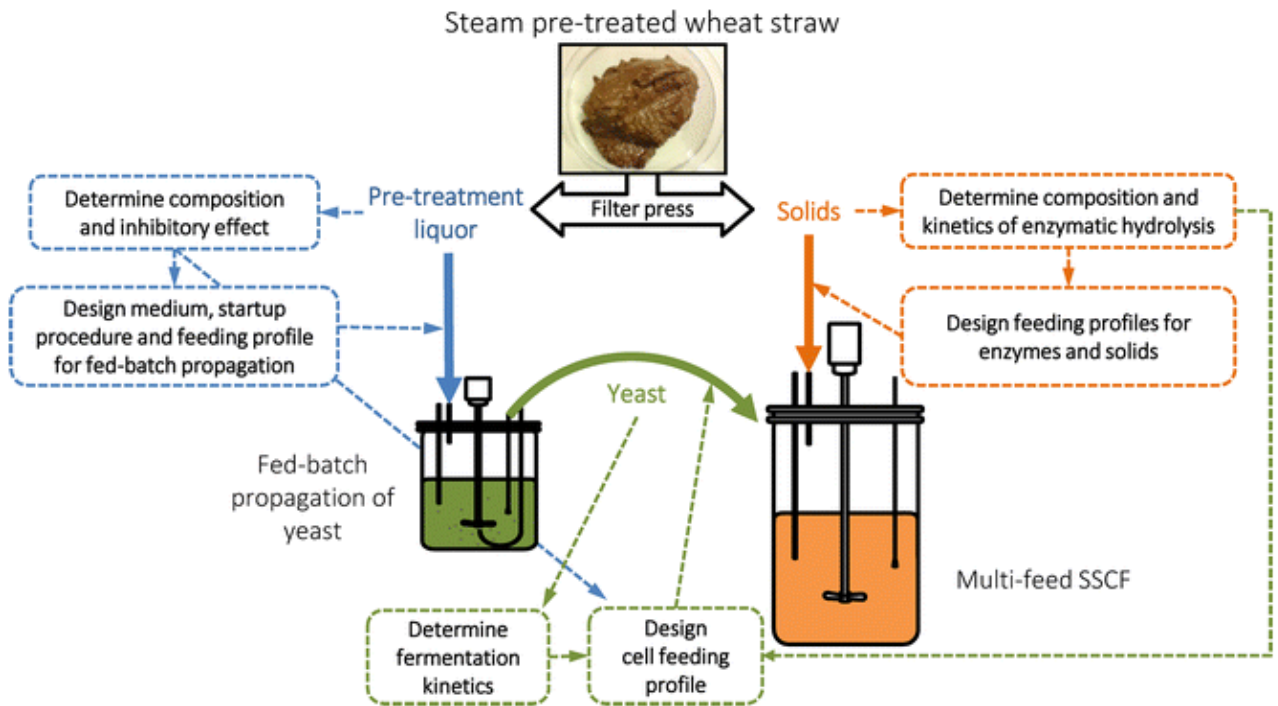 Steam pre-treated wheat straw
Filter press
Pre-treatment
liquor
Solids
Determine composition
and inhibitory effect
Determine composition and
kinetics of enzymatic hydrolysis
Design medium, startup
procedure and feeding profile
for fed-batch propagation
Design feeding profiles for
enzymes and solids
Yeast
Fed-batch
propagation of
yeast
Multi-feed SSCF
Determine
fermentation
kinetics
Design
cell feeding
profile